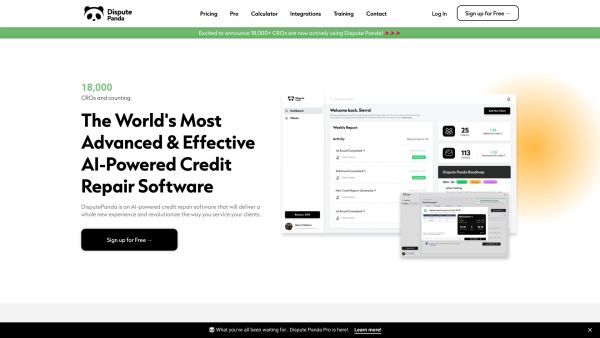 Dispute
Panda
Pricing
Pro
Calculator
Integrations
Training
Contact
Log in
Sign up for Free →
Excited to announce 18,000+ CROs are now actively using Dispute Panda!
18,000
CROs and counting.
The World's Most
Advanced & Effective
AI-Powered Credit
Repair Software
DisputePanda is an AI-powered credit repair software that will deliver a
whole new experience and revolutionize the way you service your clients.
Sign up for Free →
Dashboard
Clients
Welcome back, Sierra!
Weekly Report
Activity
25
113
Dispute Panda Roadmap
What you've all been waiting for. Dispute Panda Pro is here!
Learn more!